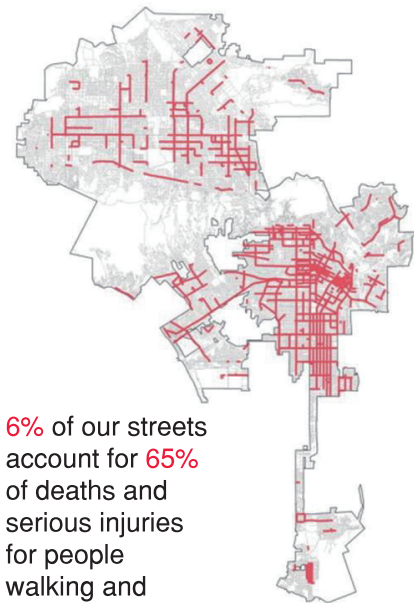 6% of our streets
account for 65%
of deaths and
serious injuries
for people
walking and